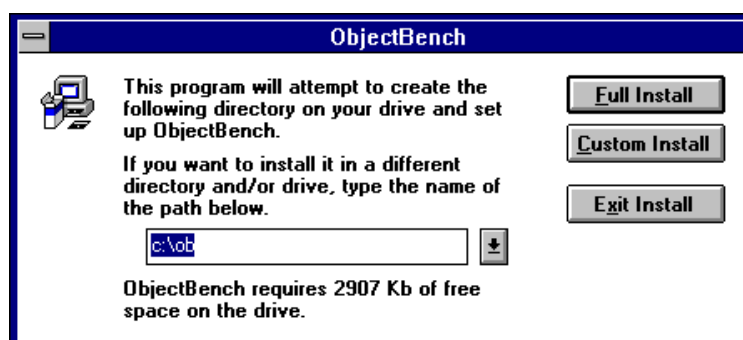 ObjectBench
This program will attempt to create the
following directory on your drive and set
up ObjectBench.
If you want to install it in a different
directory and/or drive, type the name of
the path below.
c:\ob
ObjectBench requires 2907 Kb of free
space on the drive.
Full Install
Custom Install
Exit Install